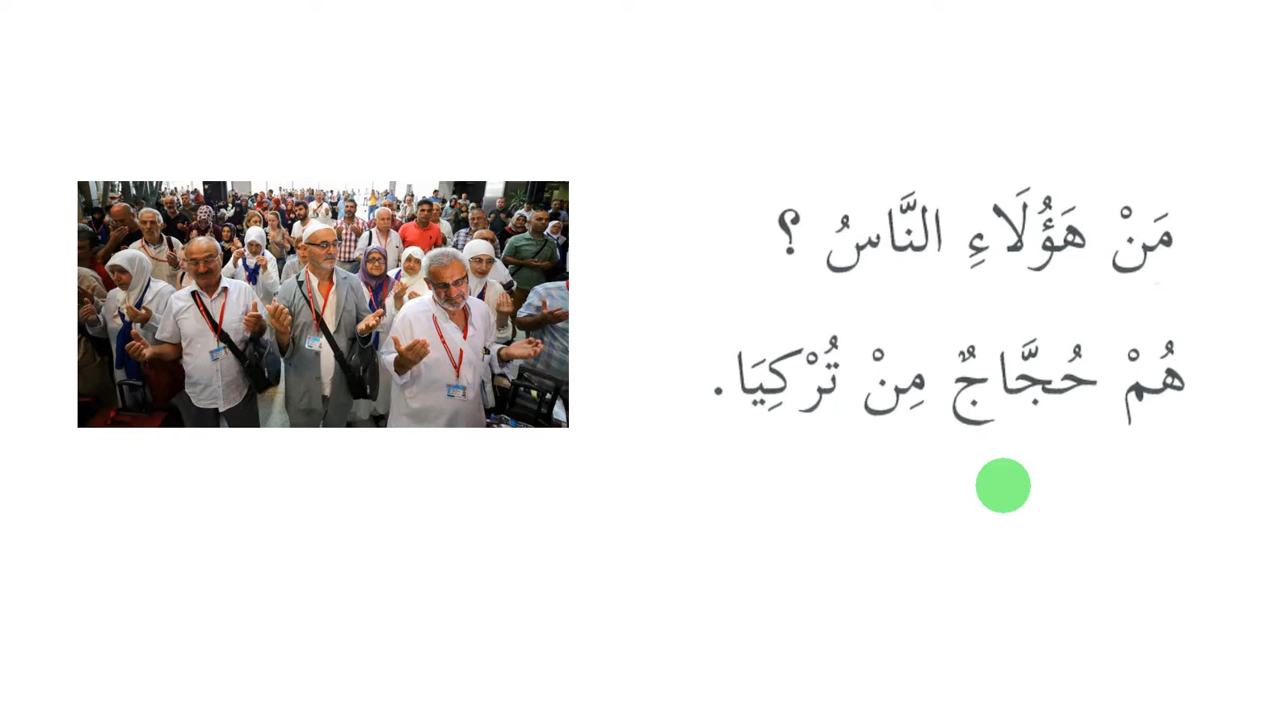 مَنْ هَؤُلَاءِ النَّاسُ ؟
هُمْ حُجَّاجٌ مِنْ تُرْكِيَا.